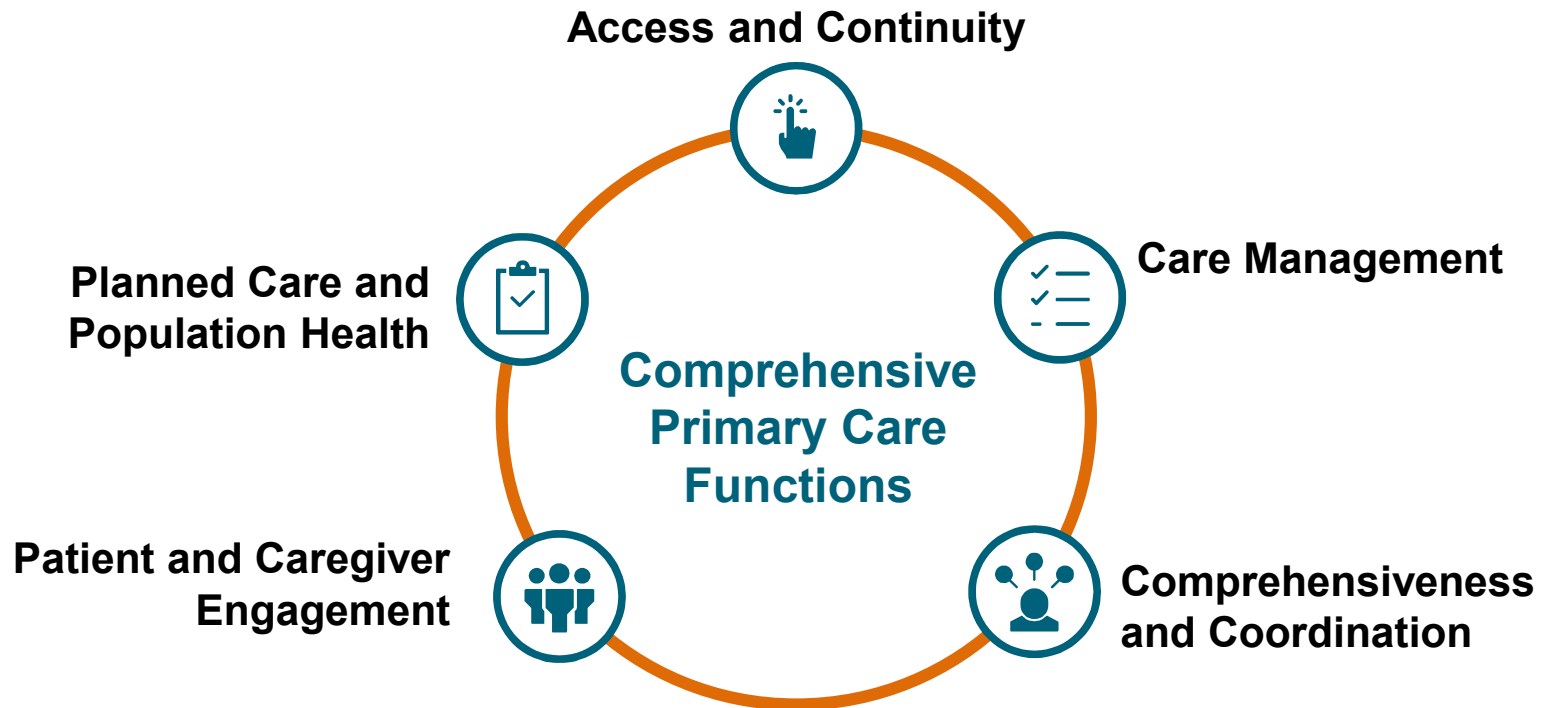 Access and Continuity
Care Management
Comprehensiveness
and Coordination
Patient and Caregiver
Engagement
Planned Care and
Population Health
Comprehensive
Primary Care
Functions